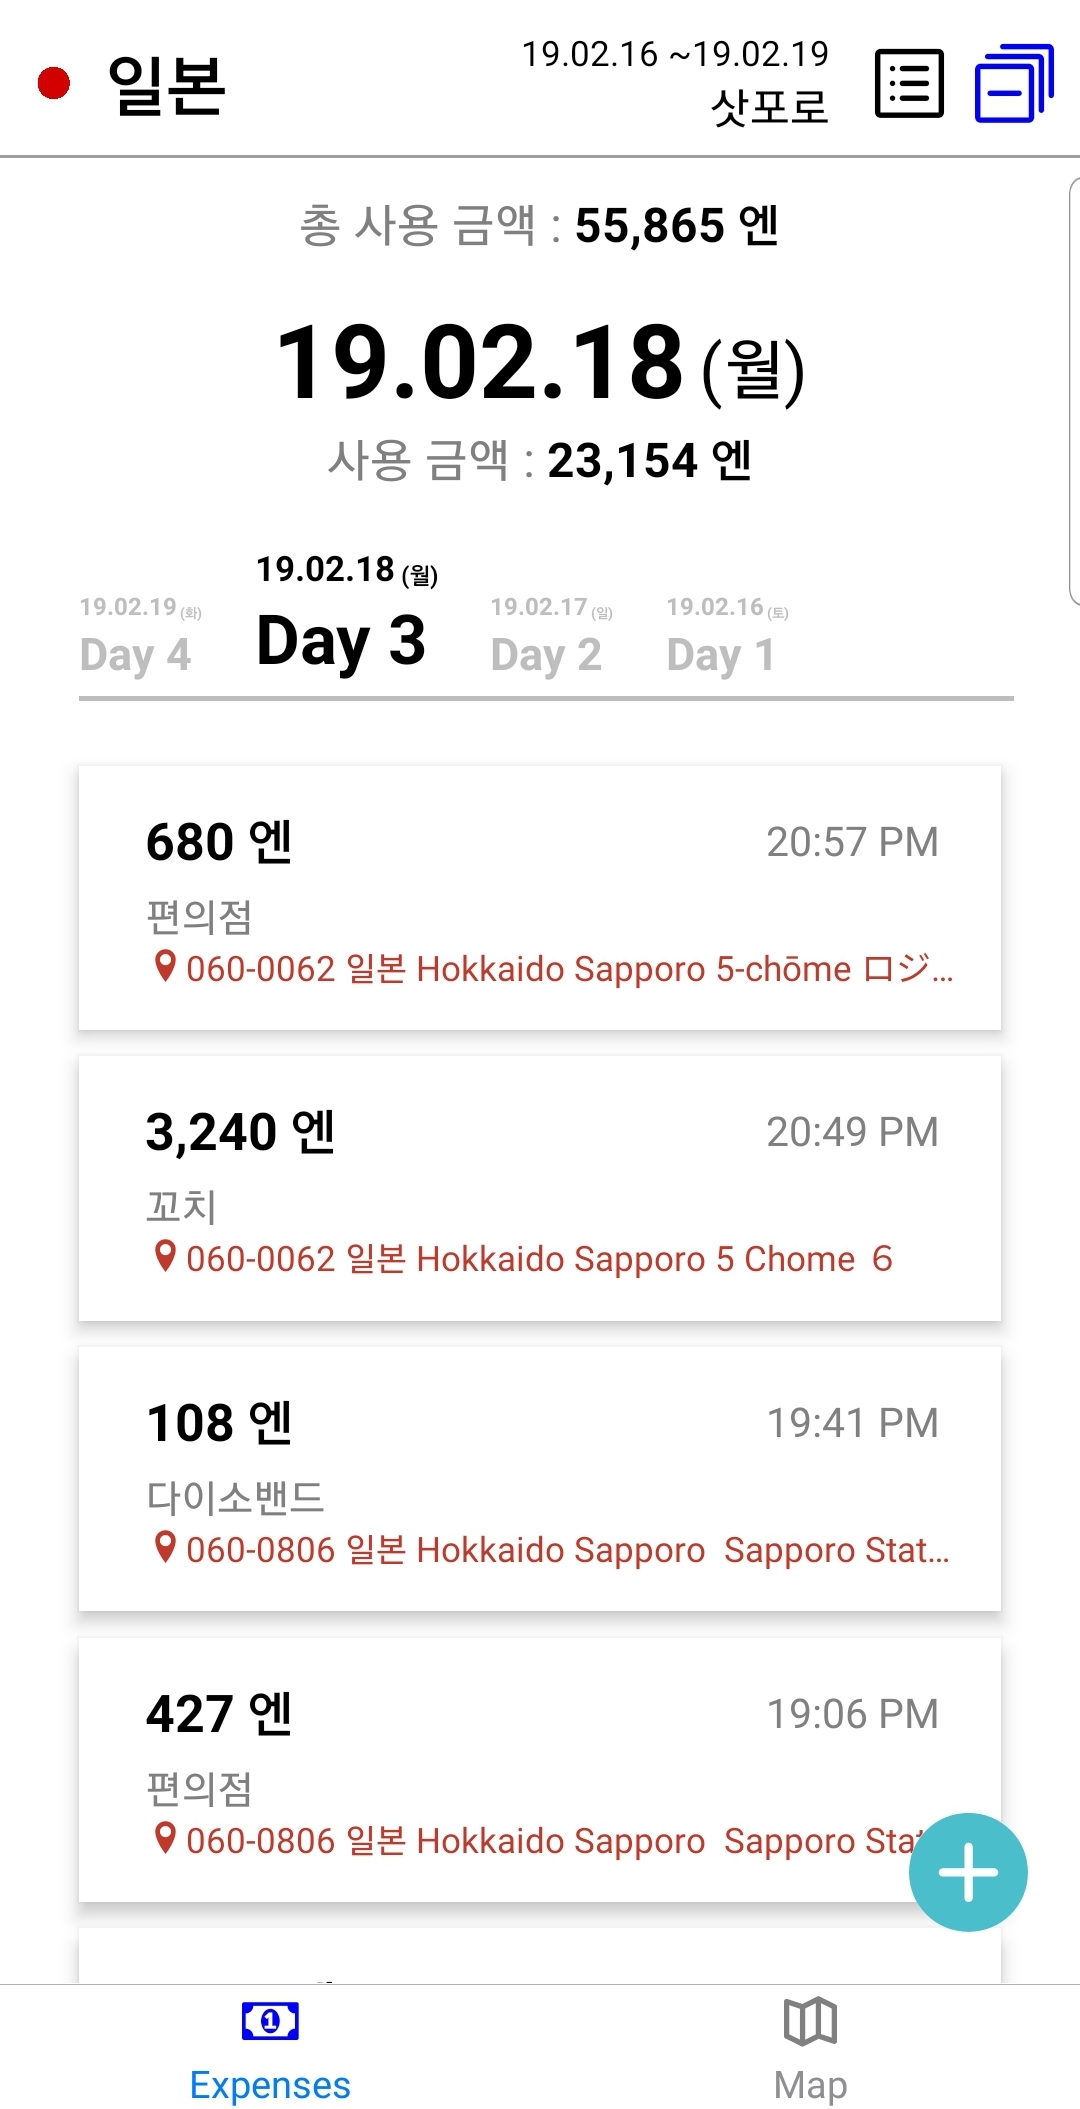 일본
19.02.16 ~19.02.19
삿포로
총 사용 금액 : 55,865 엔
19.02.18 (월)
사용 금액 : 23,154 엔
19.02.19 (화)
Day 4
19.02.18 (월)
Day 3
19.02.17 (일)
Day 2
19.02.16 (토)
Day 1
680 엔
20:57 PM
편의점
060-0062 일본 Hokkaido Sapporo 5-chōme ロジ...
3,240 엔
20:49 PM
꼬치
060-0062 일본 Hokkaido Sapporo 5 Chome ６
108 엔
19:41 PM
다이소밴드
060-0806 일본 Hokkaido Sapporo Sapporo Stat...
427 엔
19:06 PM
편의점
060-0806 일본 Hokkaido Sapporo Sapporo Stat
Expenses
Map